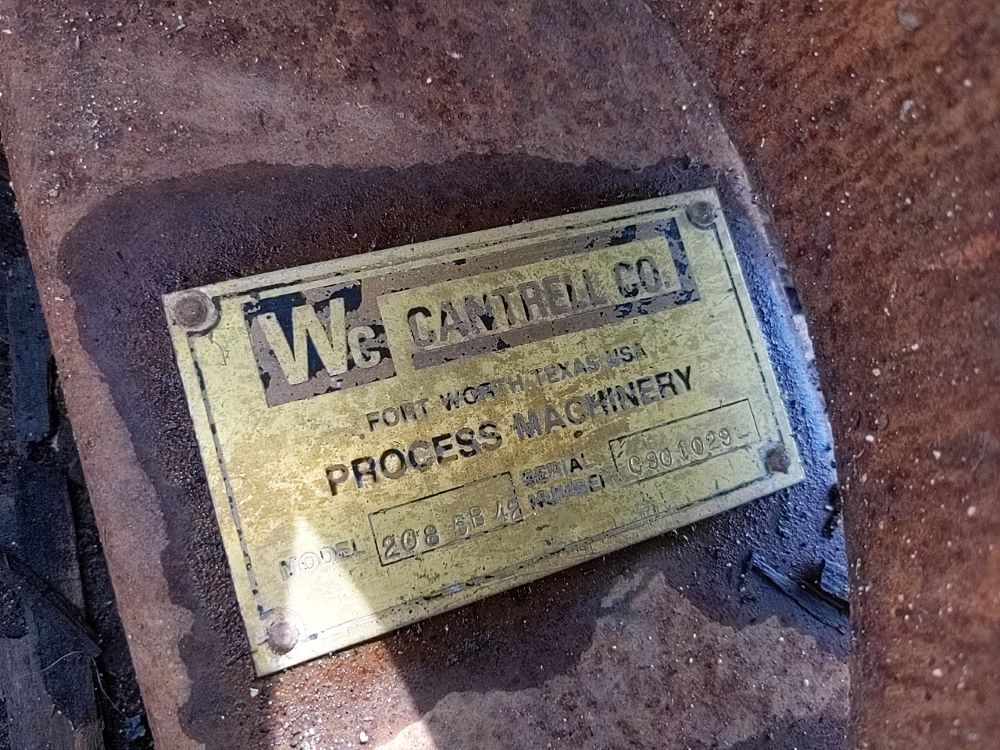 WC CANTRELL CO.
FORT WORTH TEXAS USA
PROCESS MACHINERY
MODEL 208 5B 42 SERIAL NUMBER C901029